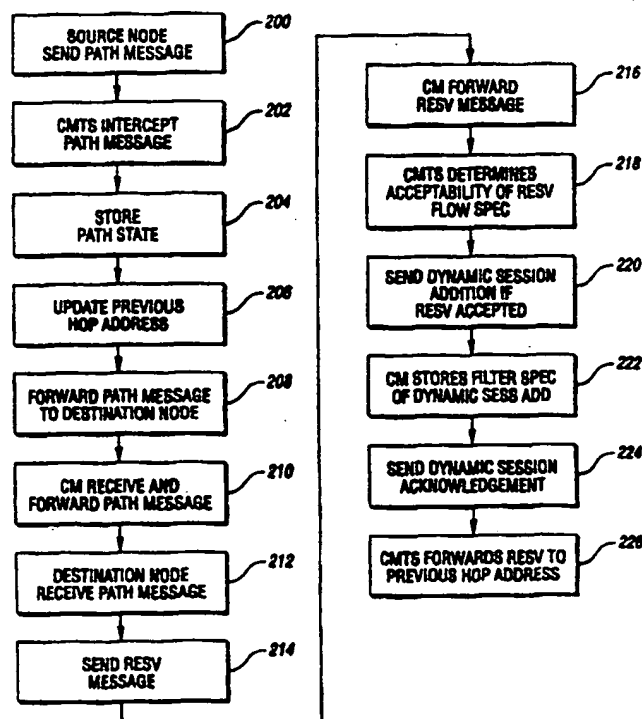 SOURCE NODE
SEND PATH MESSAGE
200
CMTS INTERCEPT
PATH MESSAGE
202
STORE
PATH STATE
204
UPDATE PREVIOUS
HOP ADDRESS
206
FORWARD PATH MESSAGE
TO DESTINATION NODE
208
CM RECEIVE AND
FORWARD PATH MESSAGE
210
DESTINATION NODE
RECEIVE PATH MESSAGE
212
SEND RESV
MESSAGE
214
CM FORWARD
RESV MESSAGE
216
CMTS DETERMINES
ACCEPTABILITY OF RESV
FLOW SPEC
218
SEND DYNAMIC SESSION
ADDITION IF
RESV ACCEPTED
220
CM STORES FILTER SPEC
OF DYNAMIC SESS ADD
222
SEND DYNAMIC SESSION
ACKNOWLEDGEMENT
224
CMTS FORWARDS RESV TO
PREVIOUS HOP ADDRESS
226